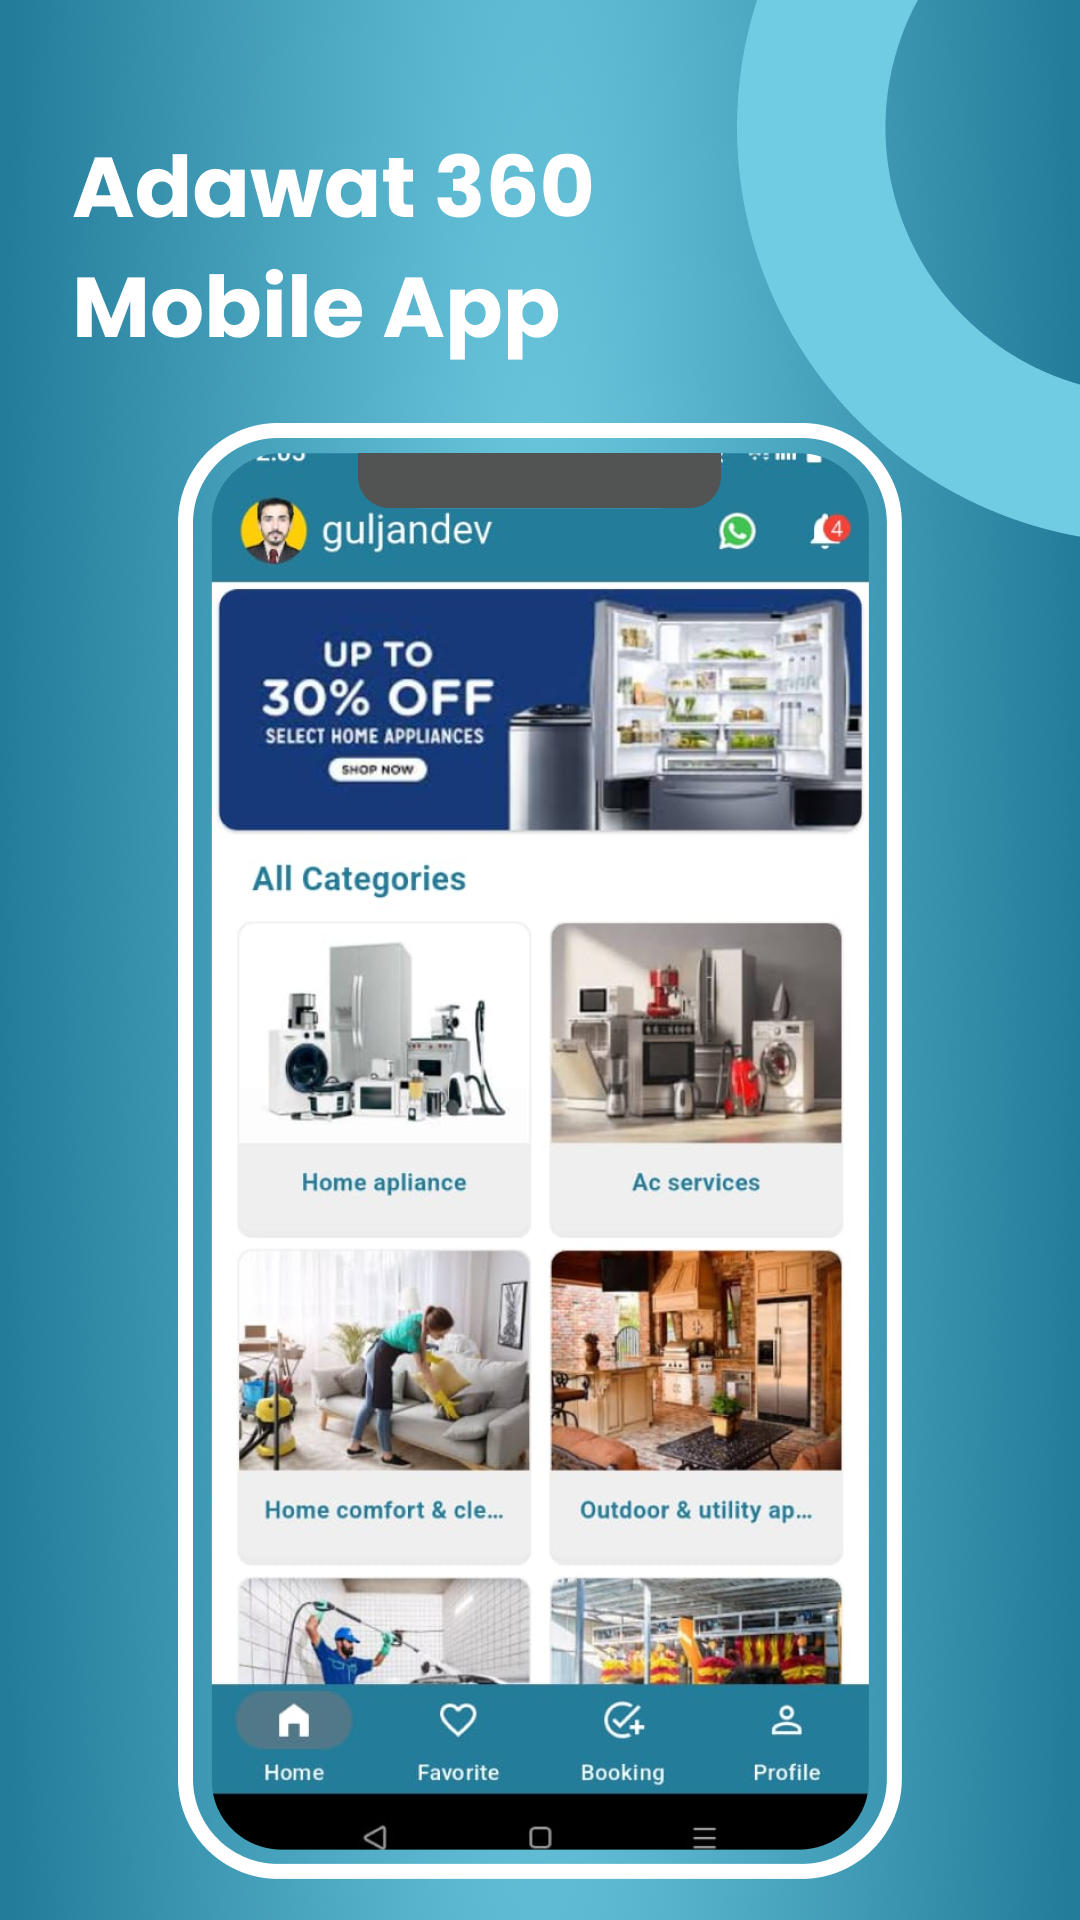 Adawat 360
Mobile App
guljandev
4
UP TO
30% OFF
SELECT HOME APPLIANCES
SHOP NOW
All Categories
Home apliance
Ac services
Home comfort & cle...
Outdoor & utility ap...
Home
Favorite
Booking
Profile